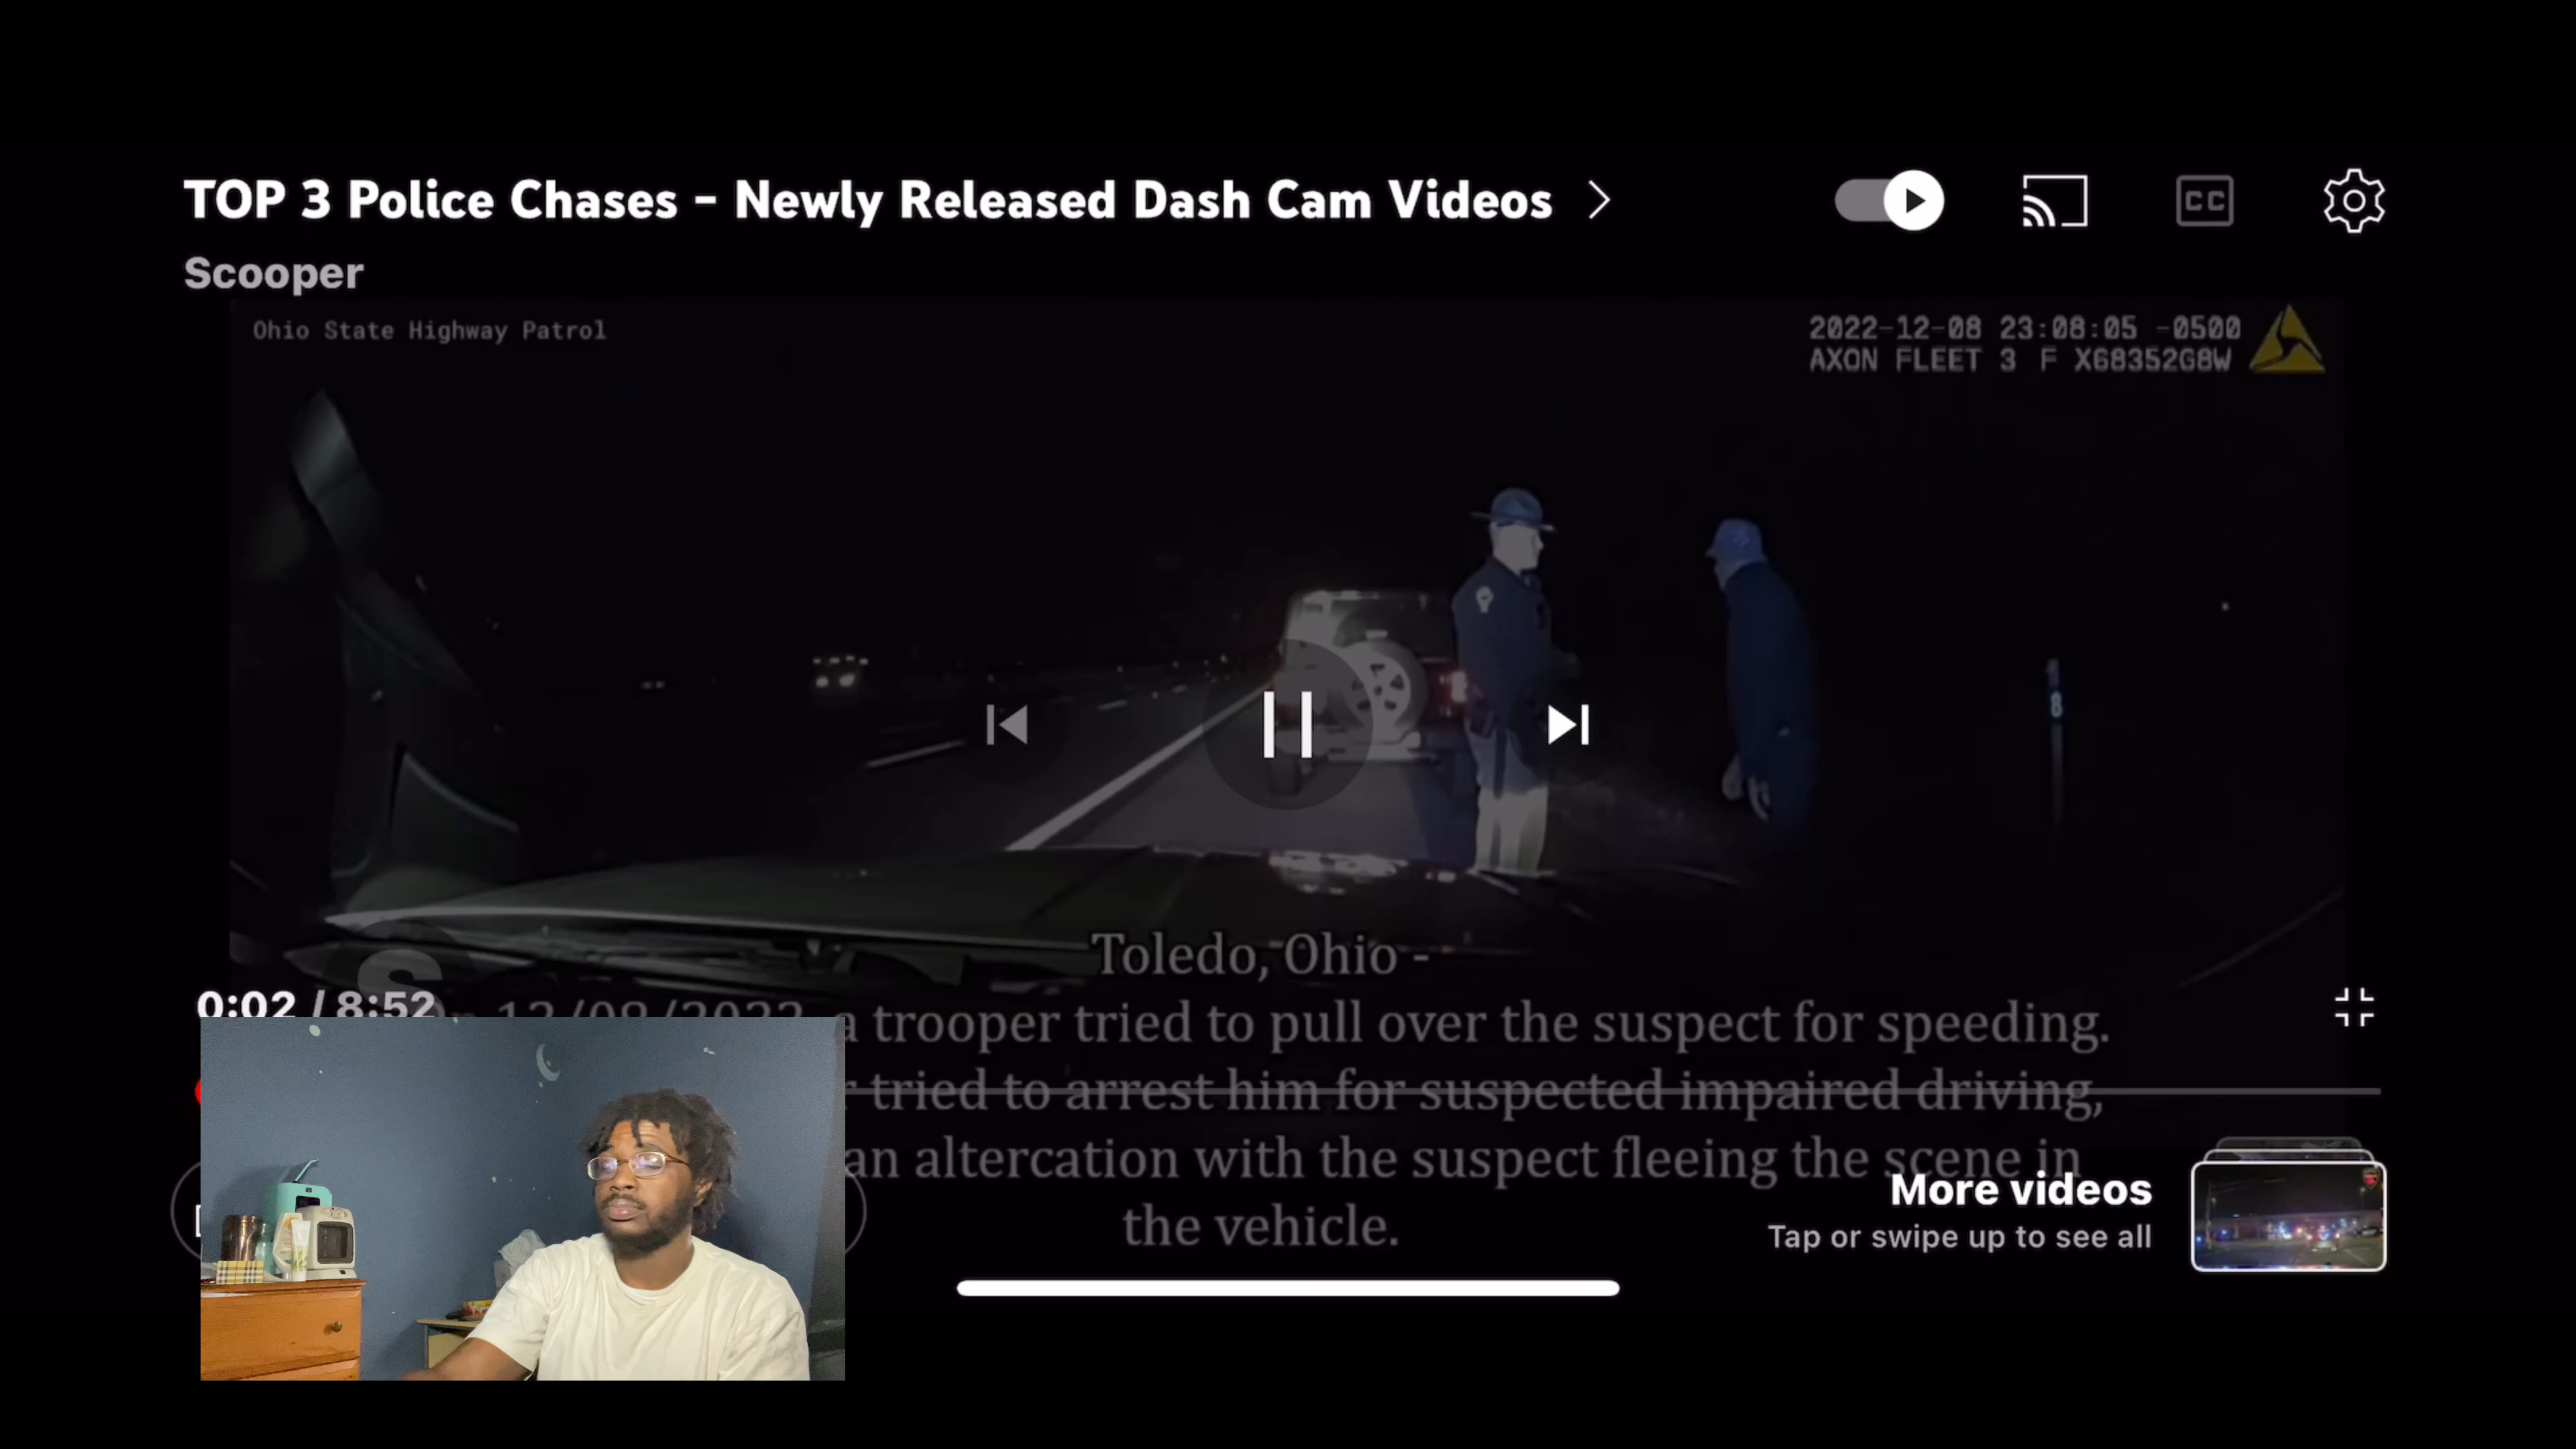 TOP 3 Police Chases - Newly Released Dash Cam Videos
CC
Scooper
Ohio State Highway Patrol
2022-12-08 23:08:05 -0500
AXON FLEET 3 F X68352G8W
8
Toledo, Ohio -
0:02 / 8:52
a trooper tried to pull over the suspect for speeding.
tried to arrest him for suspected impaired driving,
an altercation with the suspect fleeing the scene in
the vehicle.
More videos
Tap or swipe up to see all